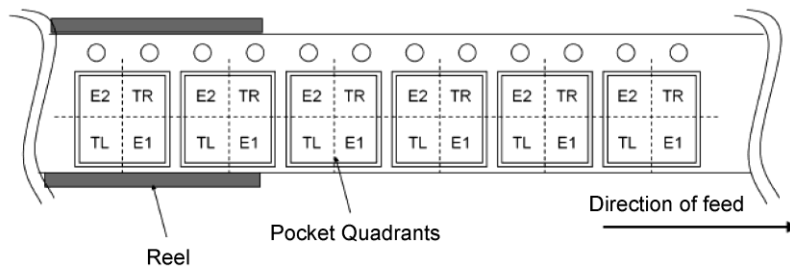 E2 TR E2 TR E2 TR E2 TR E2 TR E2 TR
TL E1 TL E1 TL E1 TL E1 TL E1 TL E1
Direction of feed
Pocket Quadrants
Reel